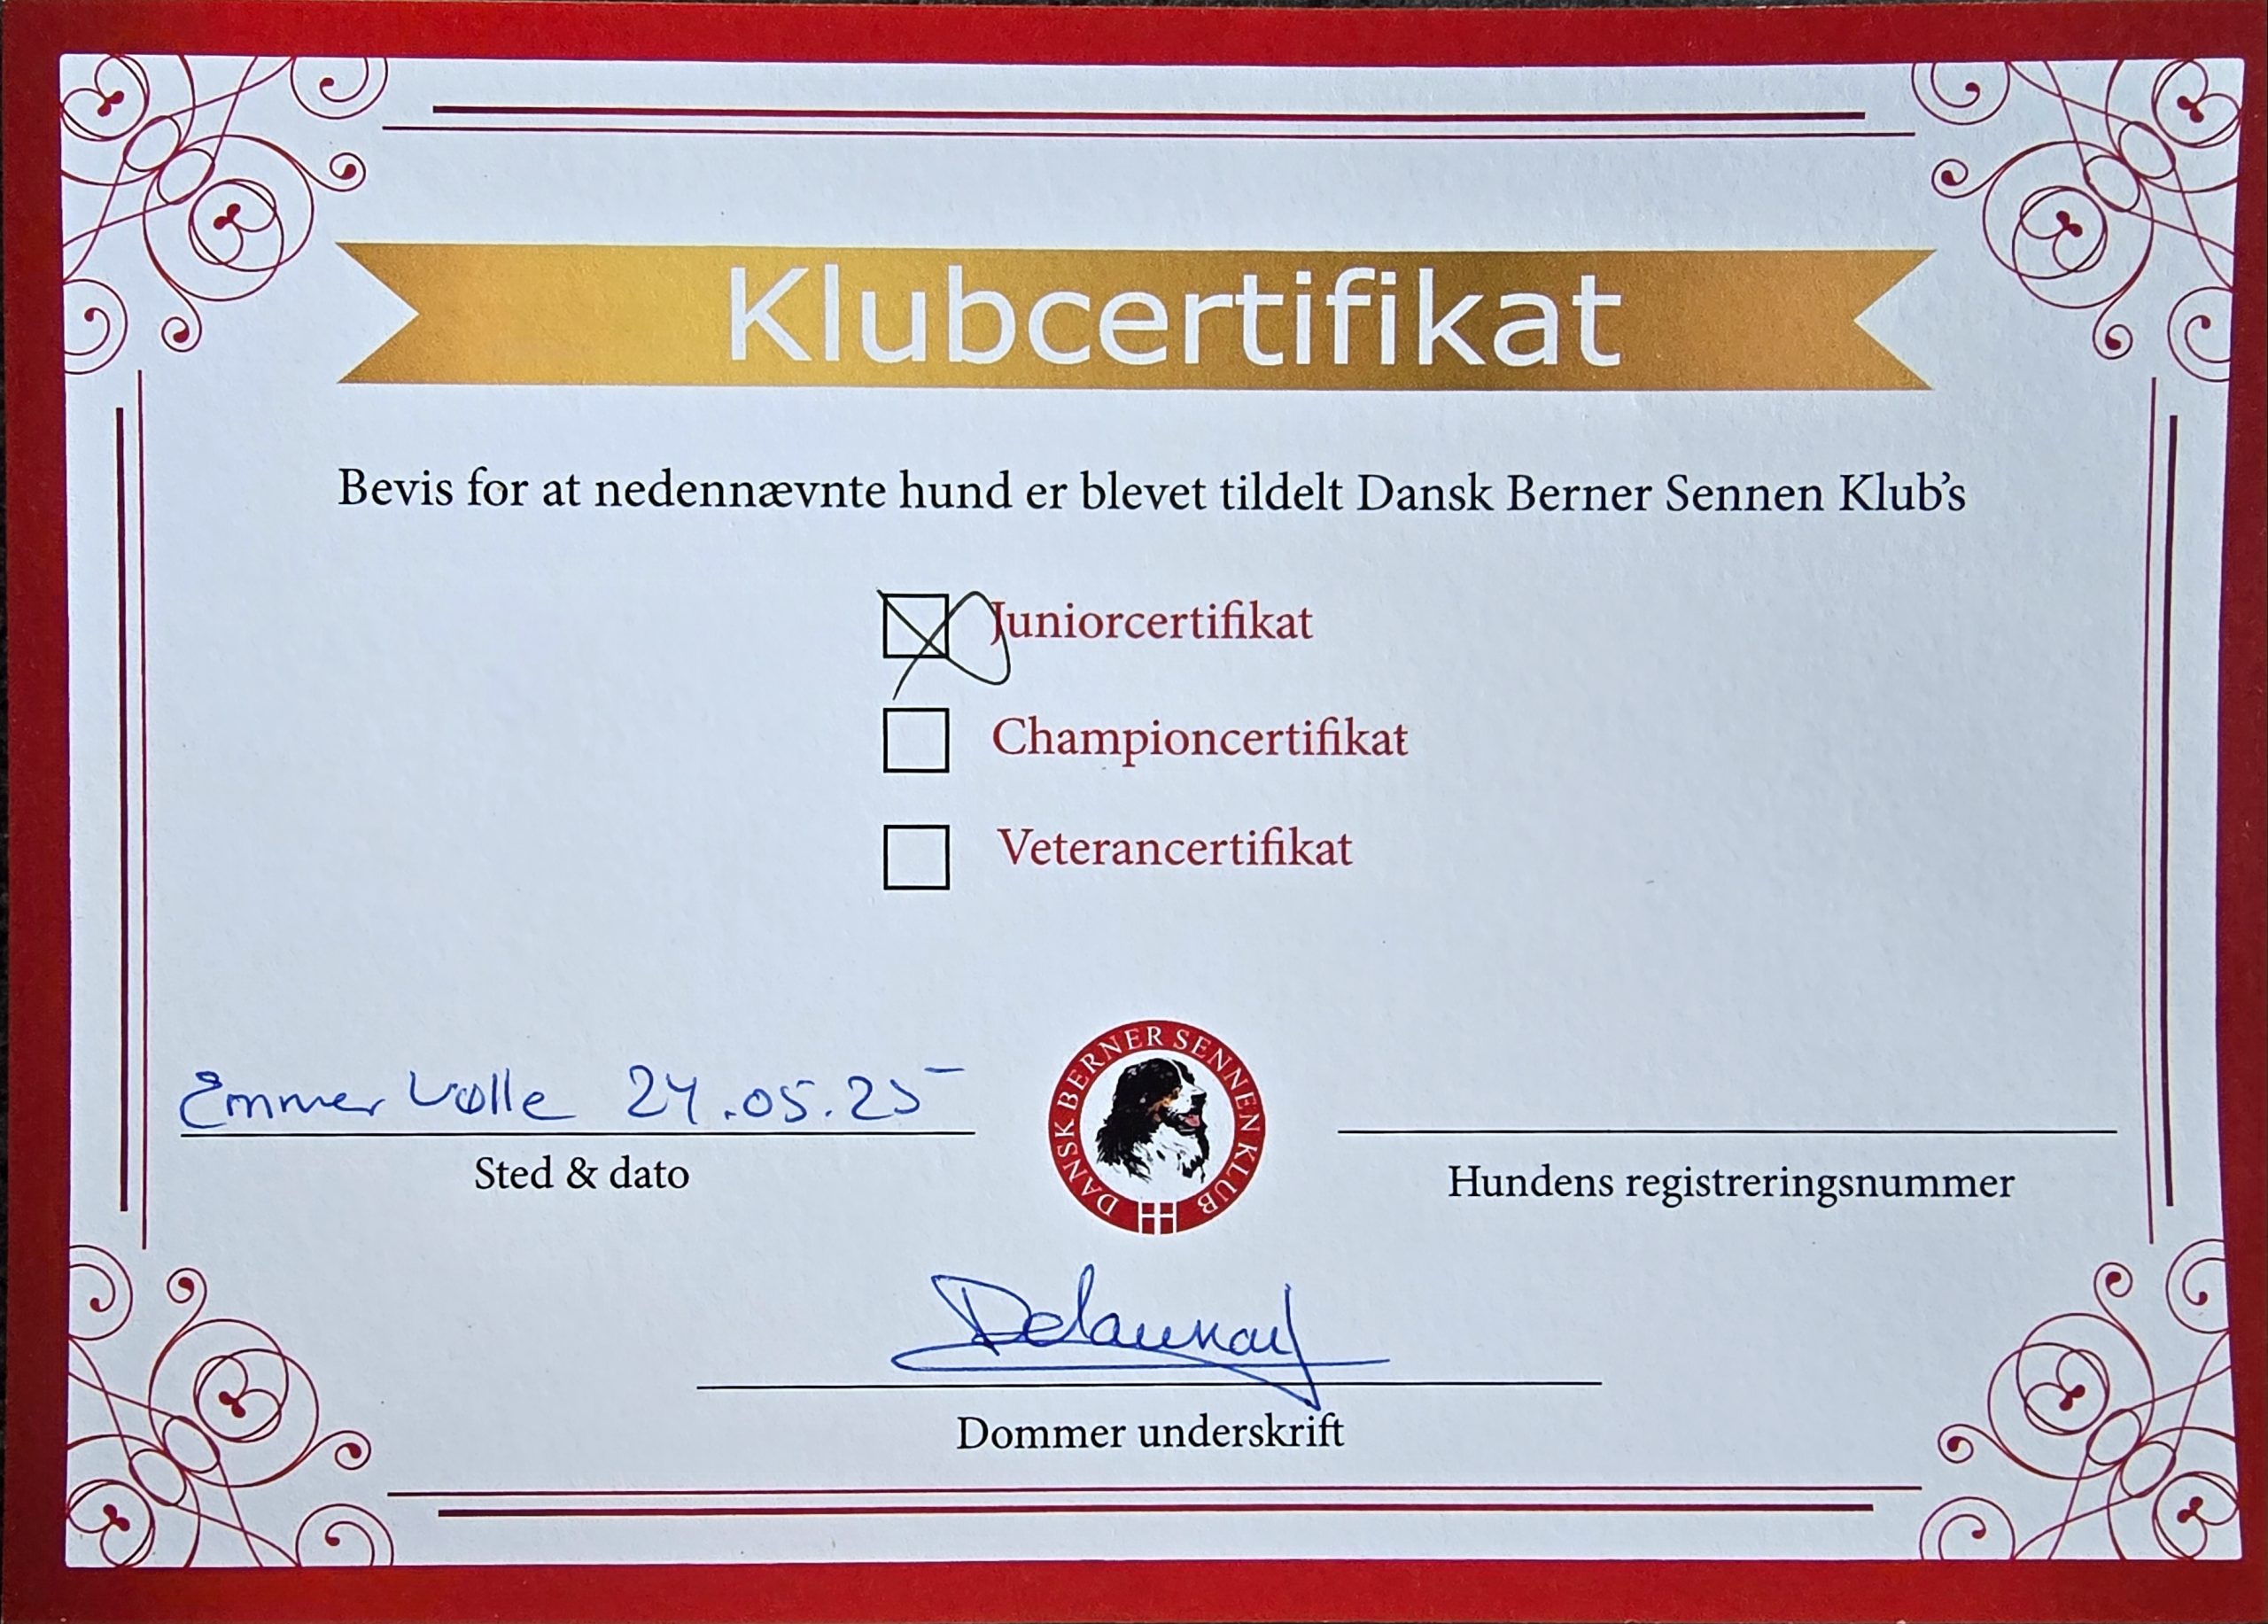 Klubcertifikat
Bevis for at nedennævnte hund er blevet tildelt Dansk Berner Sennen Klub's
Juniorcertifikat
Championcertifikat
Veterancertifikat
DANSK BERNER SENNEN KLUB
Emmer Vølle 24.05.25
Sted & dato
Hundens registreringsnummer
Delaunay
Dommer underskrift